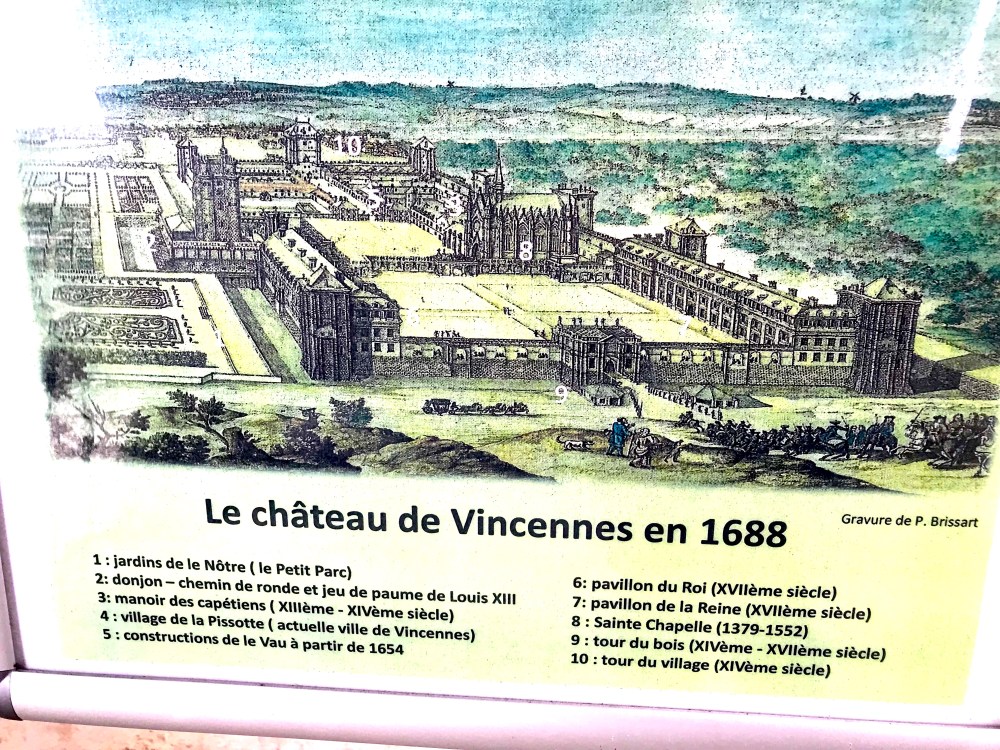 10
8
7
9
Le château de Vincennes en 1688
Gravure de P. Brissart
1 : jardins de le Nôtre ( le Petit Parc)
2: donjon – chemin de ronde et jeu de paume de Louis XIII
3: manoir des capétiens ( XIIIème - XIVème siècle)
4 : village de la Pissotte ( actuelle ville de Vincennes)
5 : constructions de le Vau à partir de 1654
6: pavillon du Roi (XVIIème siècle)
7: pavillon de la Reine (XVIIème siècle)
8 : Sainte Chapelle (1379-1552)
9 : tour du bois (XIVème - XVIIème siècle)
10 : tour du village (XIVème siècle)